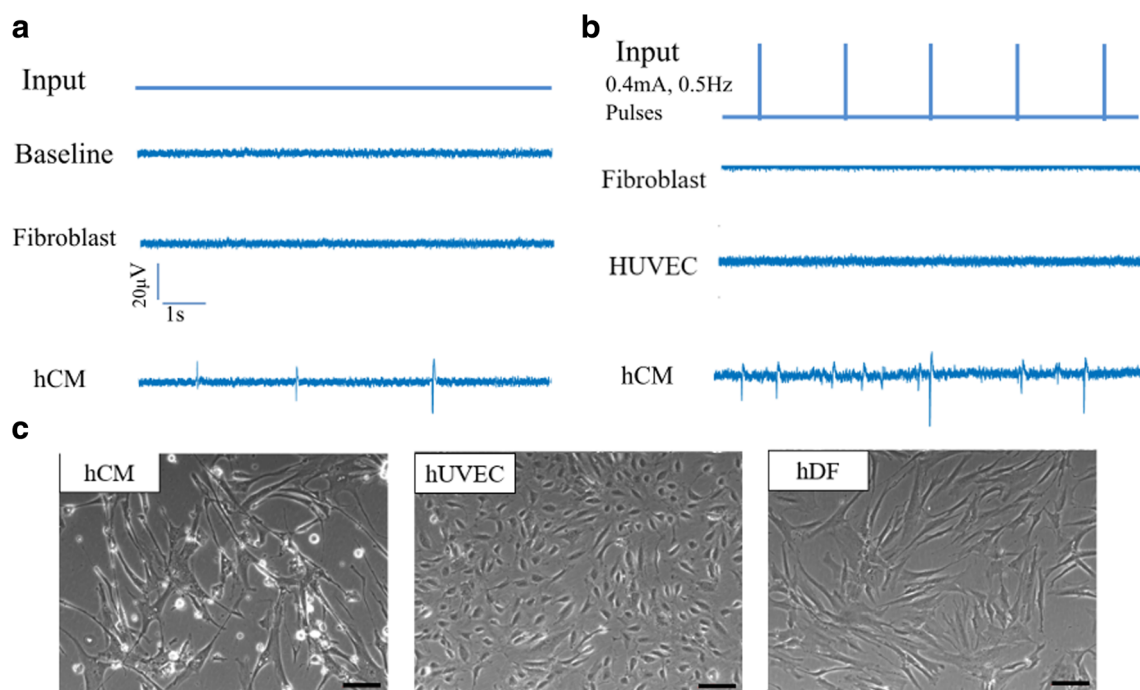 a
Input
Baseline
Fibroblast
20µV
1s
hCM
b
Input
0.4mA, 0.5Hz
Pulses
Fibroblast
HUVEC
hCM
c
hCM
hUVEC
hDF